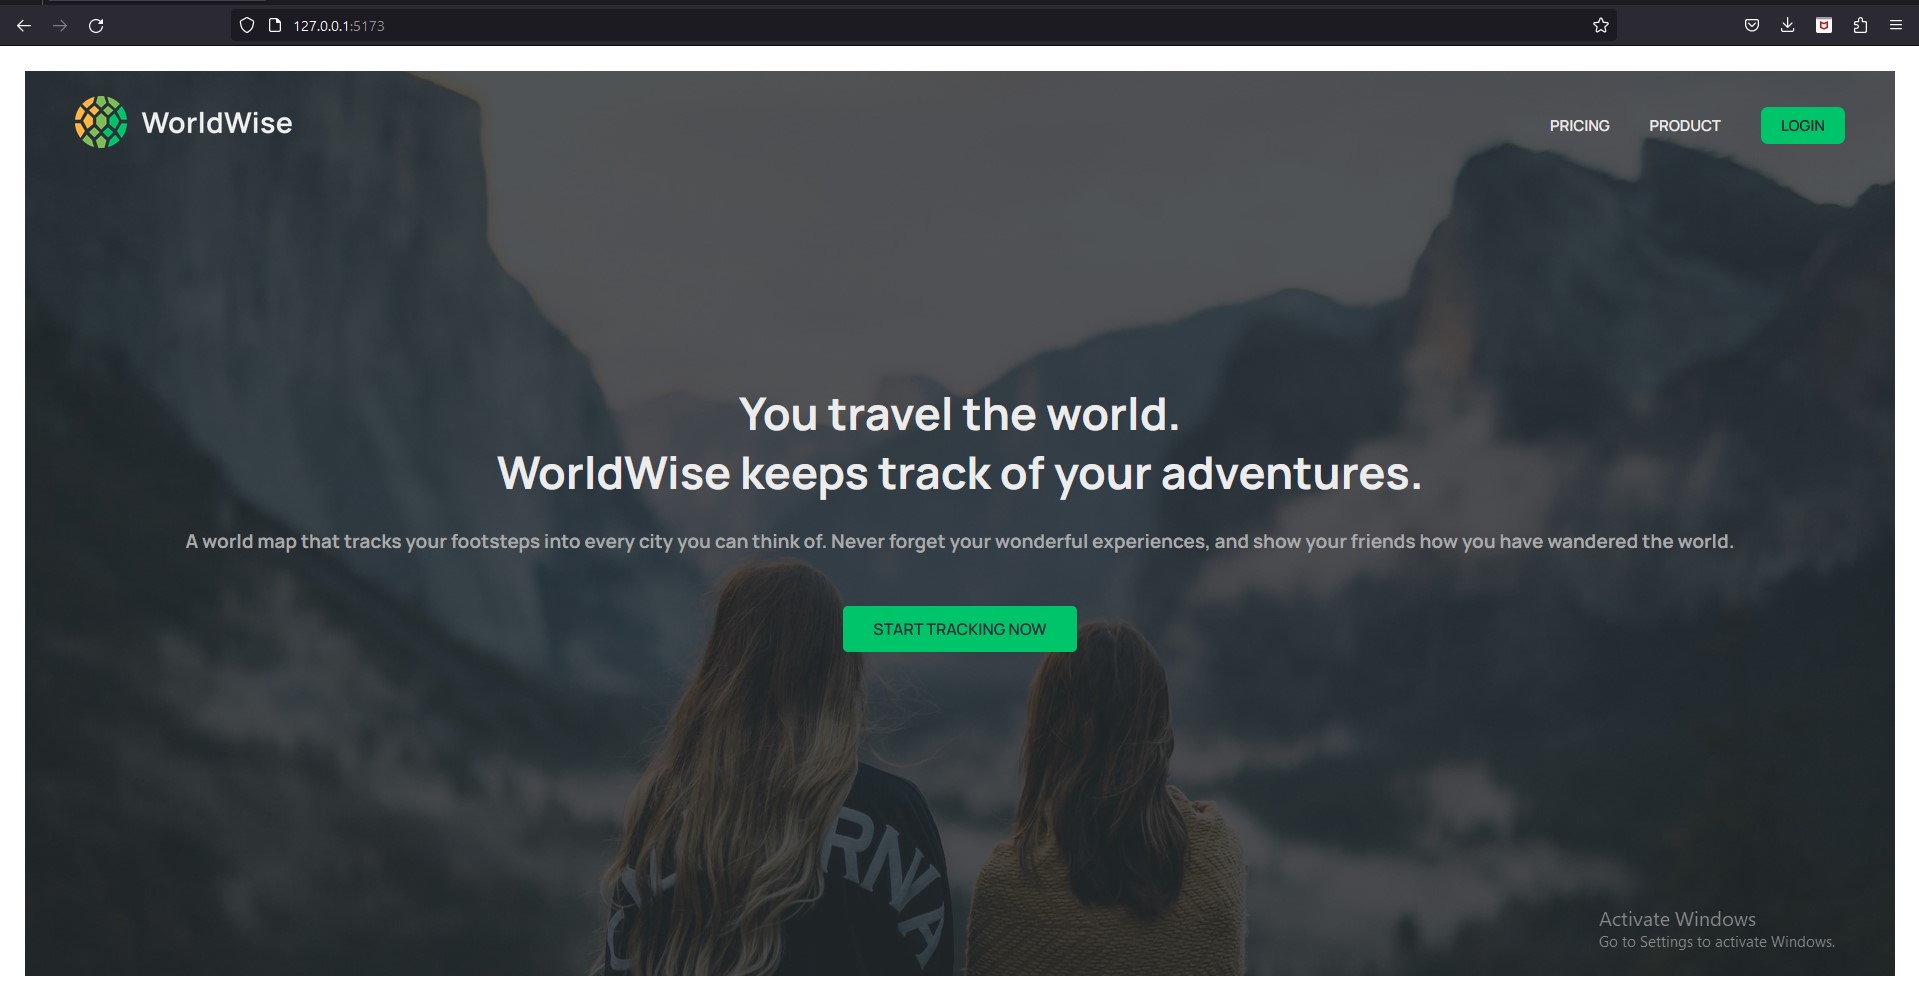 127.0.0.1:5173
WorldWise
PRICING
PRODUCT
LOGIN
You travel the world.
WorldWise keeps track of your adventures.
A world map that tracks your footsteps into every city you can think of. Never forget your wonderful experiences, and show your friends how you have wandered the world.
START TRACKING NOW
RNA
Activate Windows
Go to Settings to activate Windows.